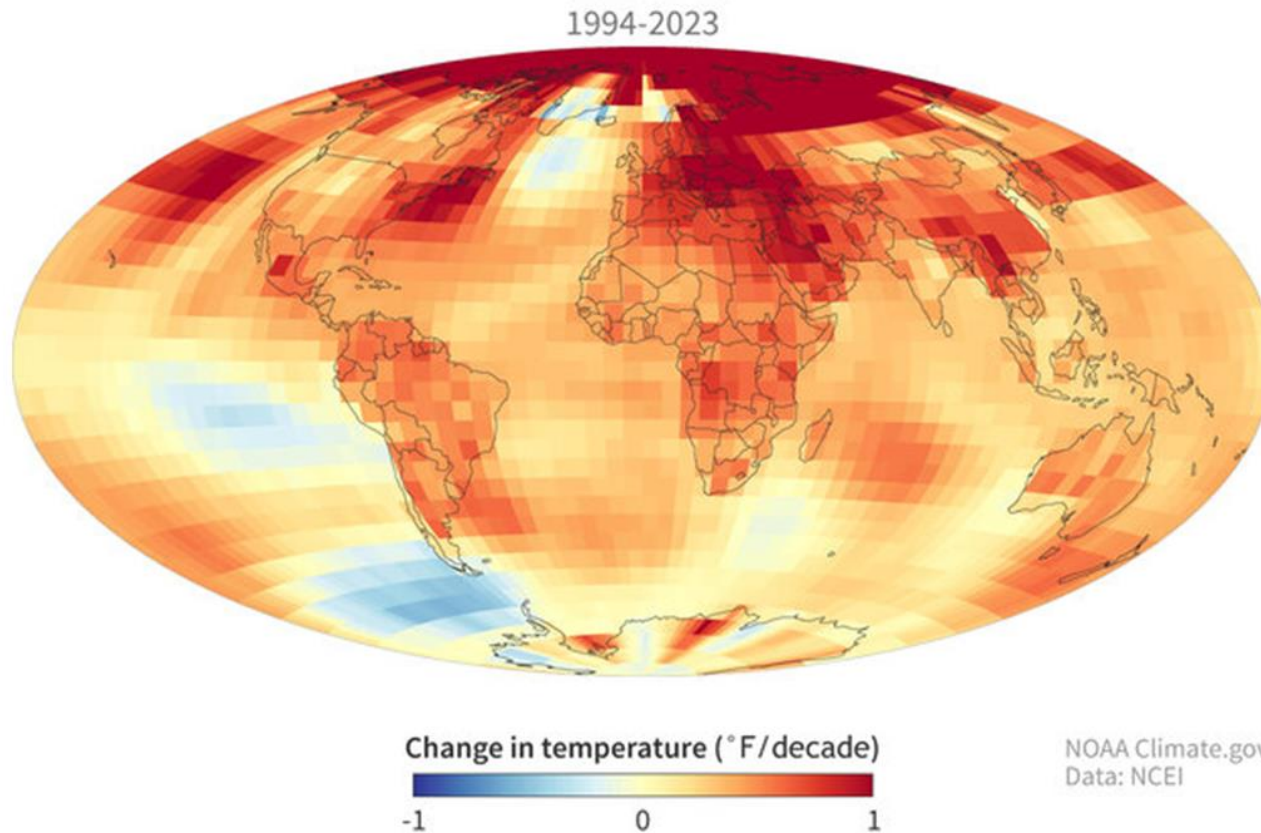 1994-2023
Change in temperature (°F/decade)
-1 0 1
NOAA Climate.gov
Data: NCEI